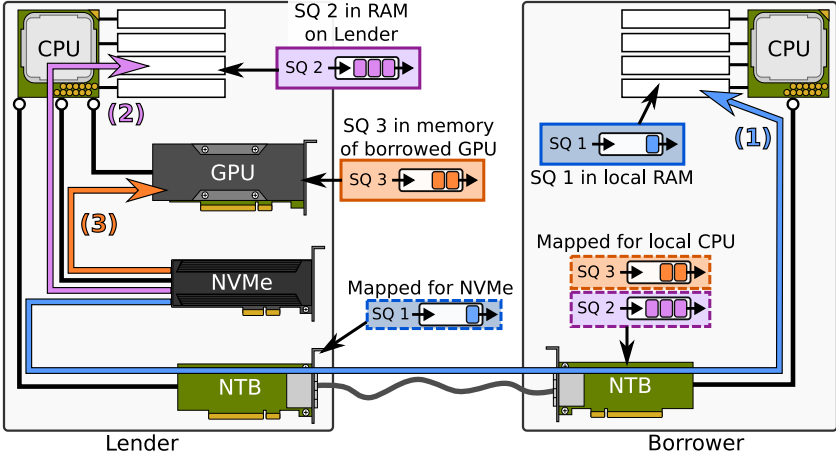 SQ 2 in RAM
on Lender
CPU
SQ 2
(2)
SQ 3 in memory
of borrowed GPU
GPU
SQ 3
(3)
NVMe
Mapped for NVMe
SQ 1
NTB
Lender
CPU
(1)
SQ 1
SQ 1 in local RAM
Mapped for local CPU
SQ 3
SQ 2
NTB
Borrower